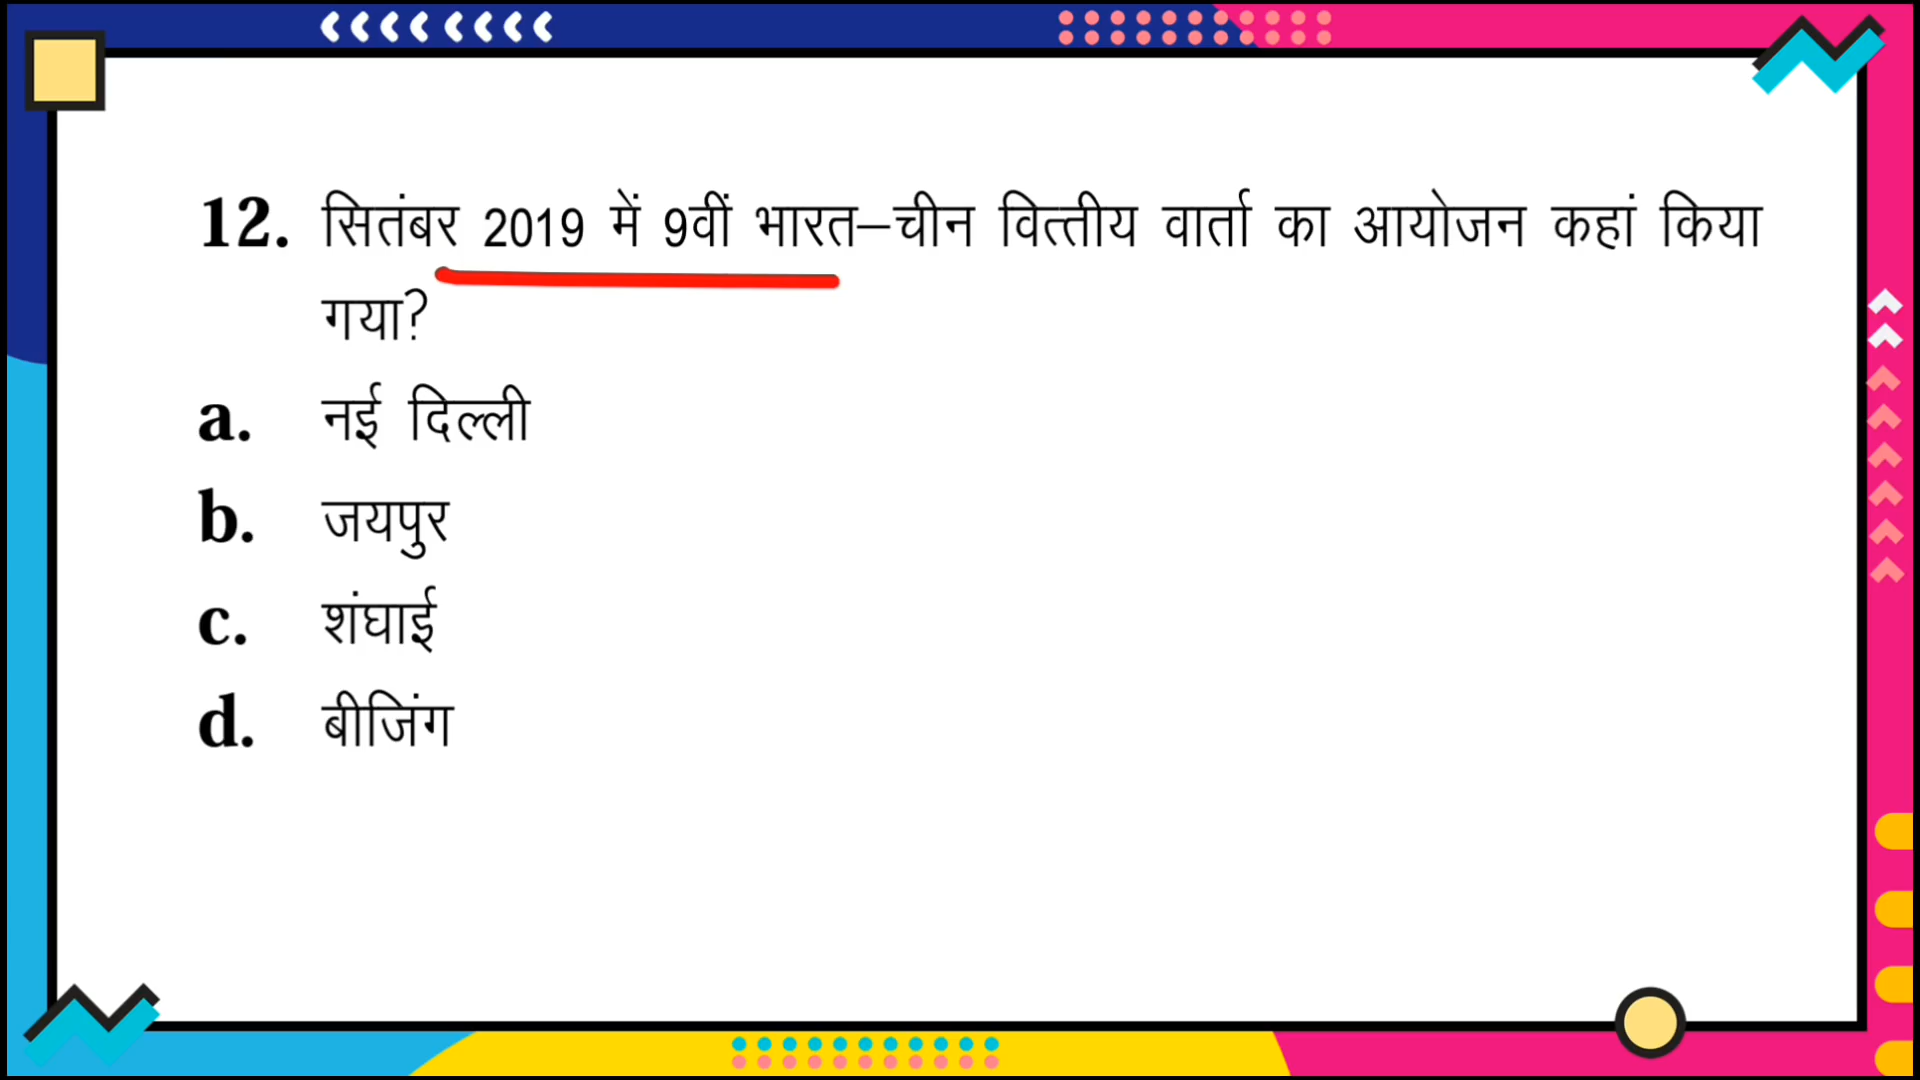 12. सितंबर 2019 में 9वीं भारत–चीन वित्तीय वार्ता का आयोजन कहां किया
गया?
a. नई दिल्ली
b. जयपुर
c. शंघाई
d. बीजिंग